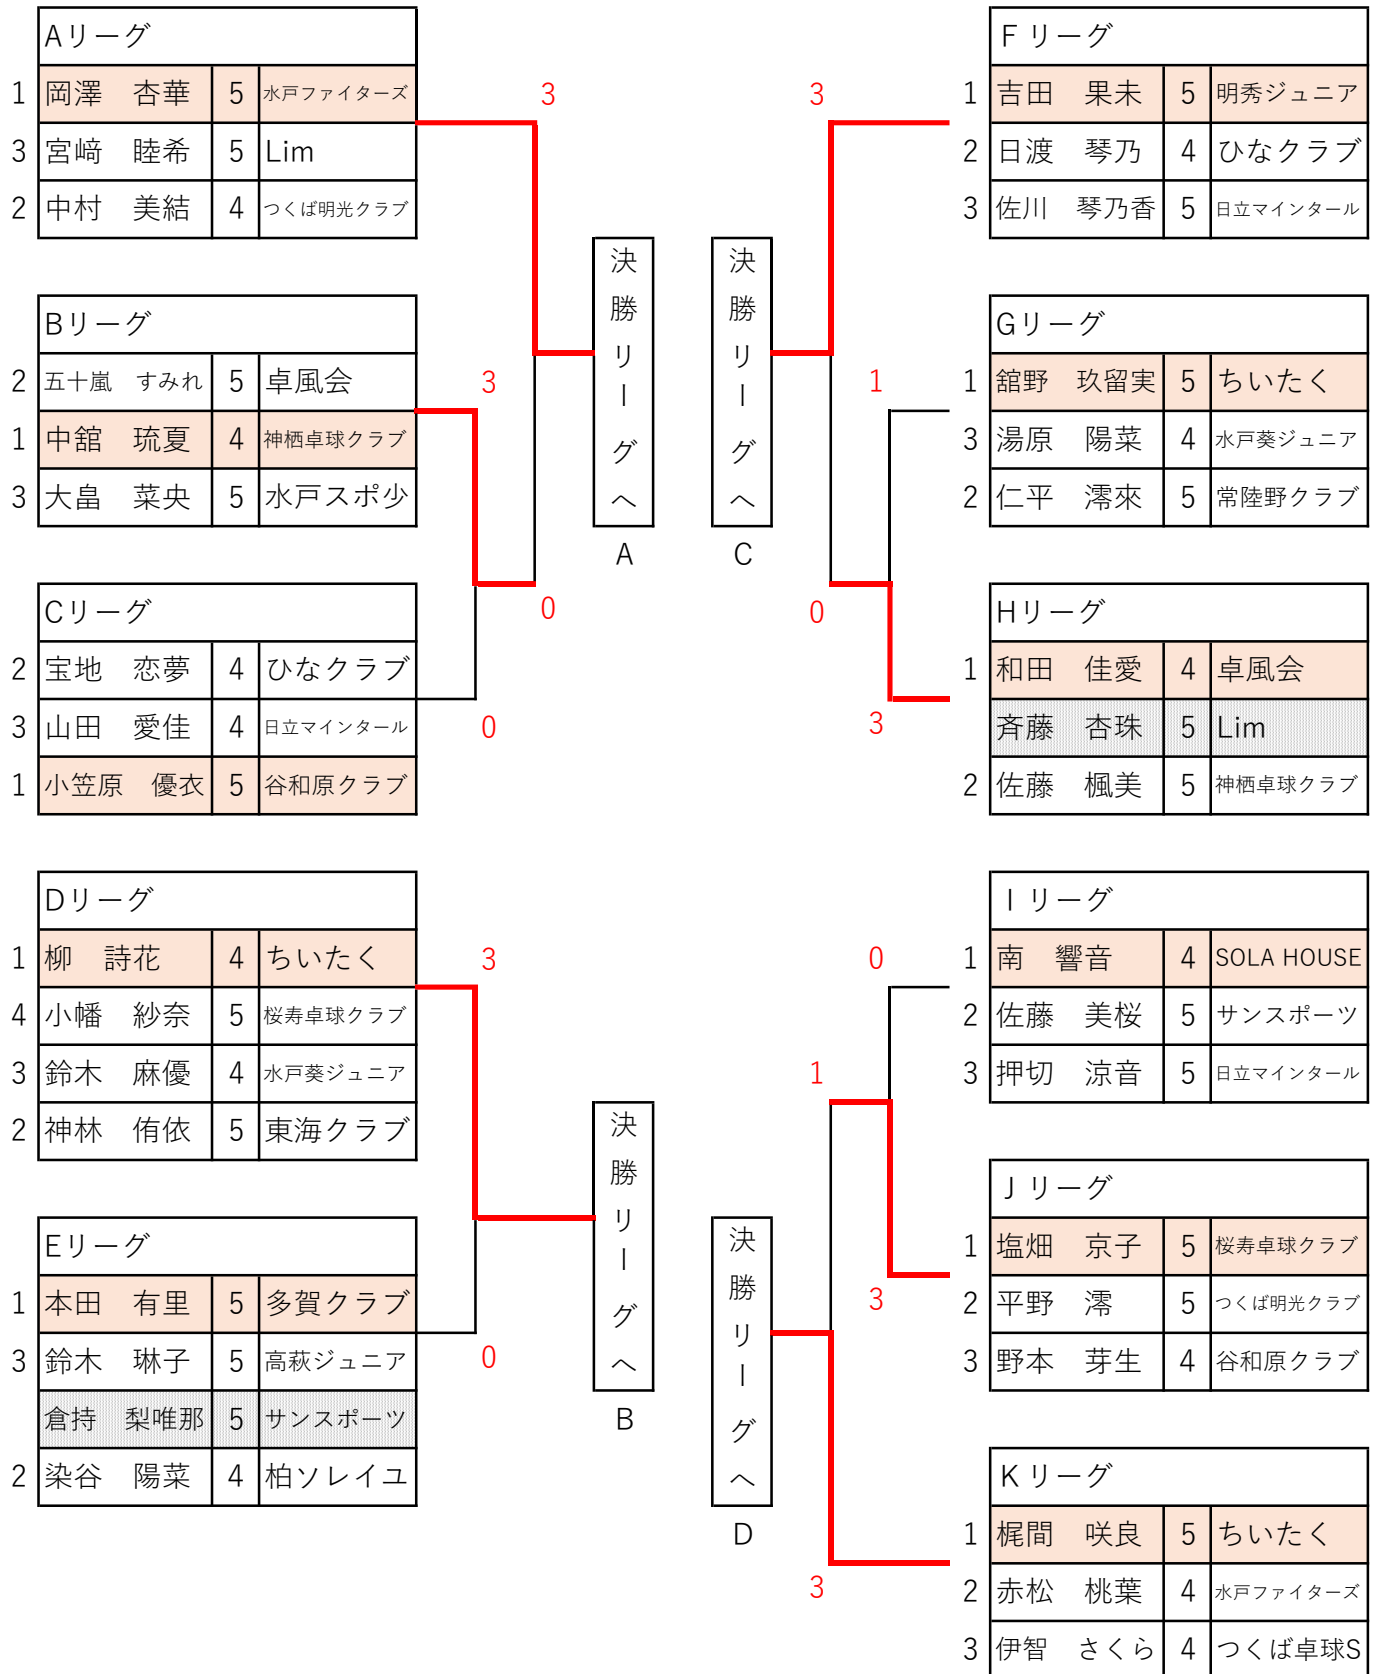 Aリーグ
1 岡澤　杏華 5 水戸ファイターズ
3 宮﨑　睦希 5 Lim
2 中村　美結 4 つくば明光クラブ
3
Bリーグ
2 五十嵐　すみれ 5 卓風会
1 中舘　琉夏 4 神栖卓球クラブ
3 大畠　菜央 5 水戸スポ少
3
Cリーグ
2 宝地　恋夢 4 ひなクラブ
3 山田　愛佳 4 日立マインタール
1 小笠原　優衣 5 谷和原クラブ
0
0
決勝リーグへ
A
Dリーグ
1 柳　詩花 4 ちいたく
4 小幡　紗奈 5 桜寿卓球クラブ
3 鈴木　麻優 4 水戸葵ジュニア
2 神林　侑依 5 東海クラブ
3
Eリーグ
1 本田　有里 5 多賀クラブ
3 鈴木　琳子 5 高萩ジュニア
倉持　梨唯那 5 サンスポーツ
2 染谷　陽菜 4 柏ソレイユ
0
決勝リーグへ
B
Fリーグ
1 吉田　果未 5 明秀ジュニア
2 日渡　琴乃 4 ひなクラブ
3 佐川　琴乃香 5 日立マインタール
3
Gリーグ
1 舘野　玖留実 5 ちいたく
3 湯原　陽菜 4 水戸葵ジュニア
2 仁平　澪來 5 常陸野クラブ
1
Hリーグ
1 和田　佳愛 4 卓風会
斉藤　杏珠 5 Lim
2 佐藤　楓美 5 神栖卓球クラブ
0
3
決勝リーグへ
C
Iリーグ
1 南　響音 4 SOLA HOUSE
2 佐藤　美桜 5 サンスポーツ
3 押切　涼音 5 日立マインタール
0
1
Jリーグ
1 塩畑　京子 5 桜寿卓球クラブ
2 平野　澪 5 つくば明光クラブ
3 野本　芽生 4 谷和原クラブ
3
Kリーグ
1 梶間　咲良 5 ちいたく
2 赤松　桃葉 4 水戸ファイターズ
3 伊智　さくら 4 つくば卓球S
3
決勝リーグへ
D